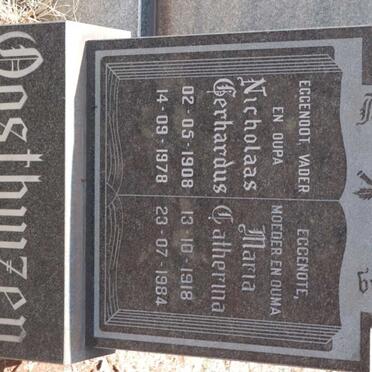 EGGENOOT, VADER
EN OUPA
Nicholaas
Gerhardus
02-05-1908
14-09-1978
EGGENOTE,
MOEDER EN OUMA
Maria
Catherina
13-10-1918
23-07-1984
Oosthuizen